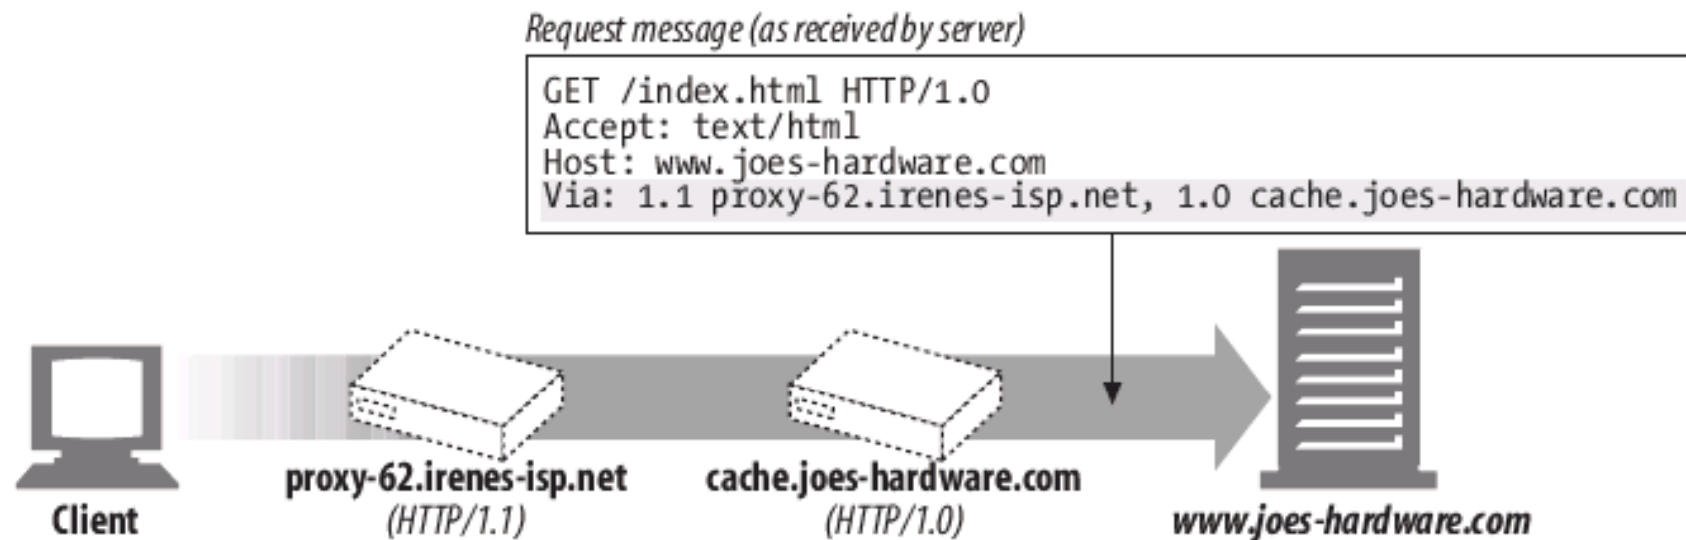 Request message (as received by server)
GET /index.html HTTP/1.0
Accept: text/html
Host: www.joes-hardware.com
Via: 1.1 proxy-62.irenes-isp.net, 1.0 cache.joes-hardware.com
proxy-62.irenes-isp.net
cache.joes-hardware.com
Client
(HTTP/1.1)
(HTTP/1.0)
www.joes-hardware.com